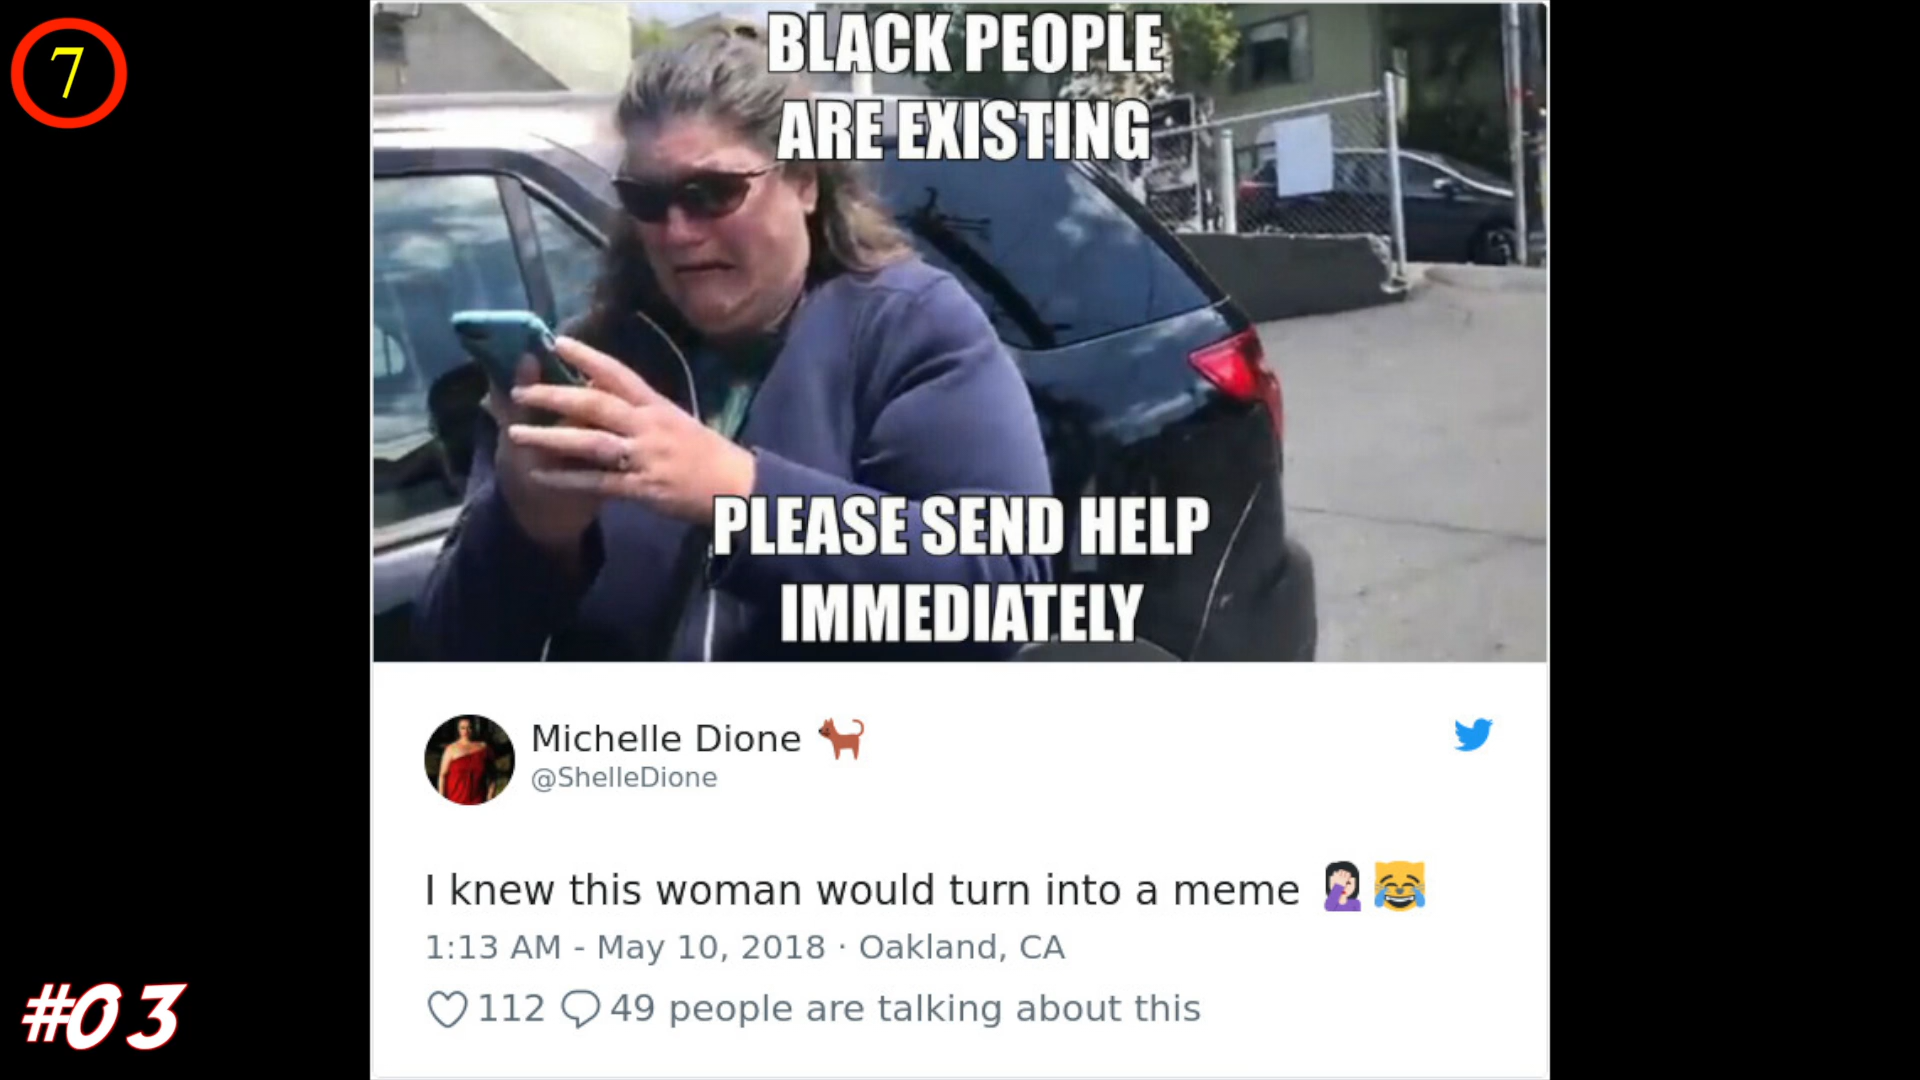 7
BLACK PEOPLE
ARE EXISTING
PLEASE SEND HELP
IMMEDIATELY
Michelle Dione 🐕
@ShelleDione
I knew this woman would turn into a meme 🤦🏻‍♀️😹
1:13 AM - May 10, 2018 · Oakland, CA
112 49 people are talking about this
#03